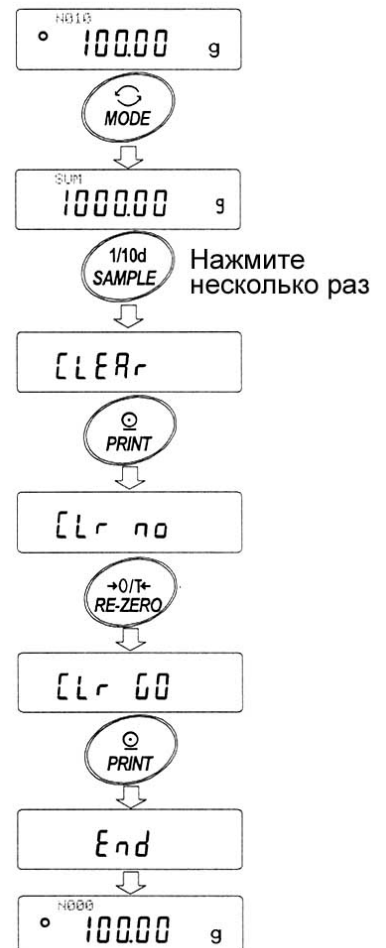 N010
100.00 g
MODE
SUM
1000.00 g
1/10d
SAMPLE
Нажмите
несколько раз
CLEAr
PRINT
CLr no
→0/T←
RE-ZERO
CLr GO
PRINT
End
N000
100.00 g